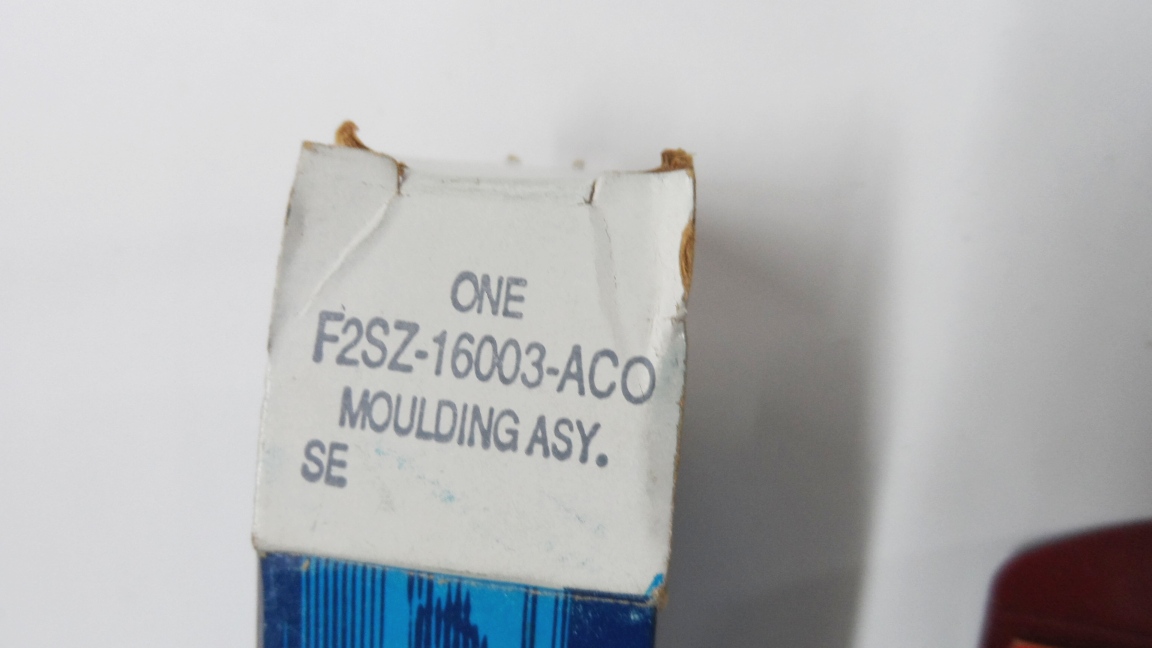 ONE
F2SZ-16003-ACO
MOULDING ASY.
SE